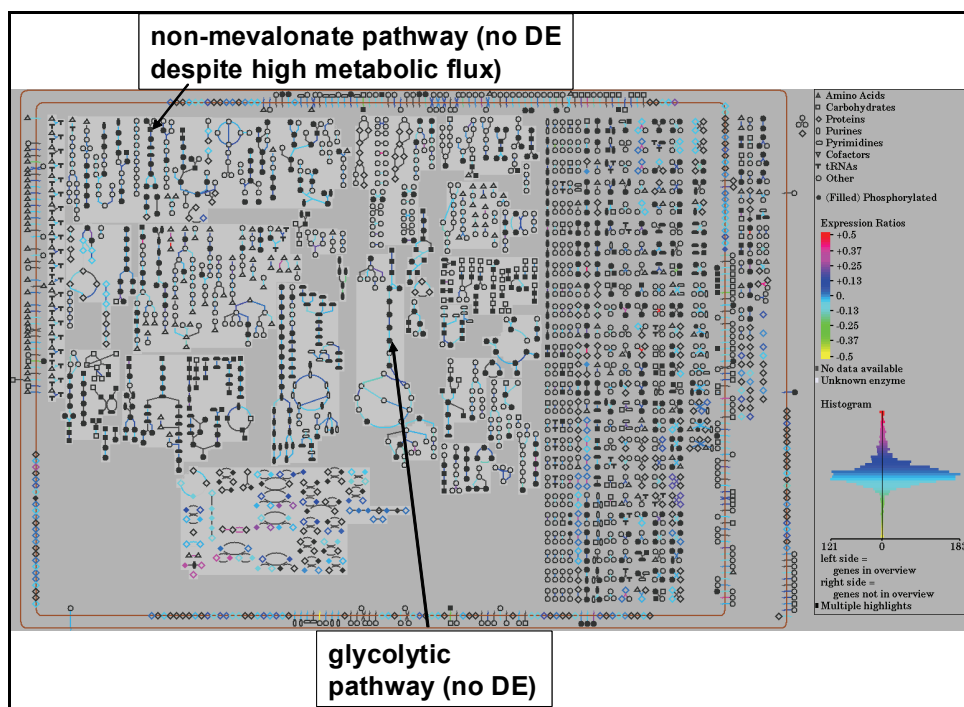 non-mevalonate pathway (no DE
despite high metabolic flux)
Amino Acids
Carbohydrates
Proteins
Purines
Pyrimidines
Cofactors
tRNAs
Other
(Filled) Phosphorylated
Expression Ratios
+0.5
+0.37
+0.25
+0.13
0.
-0.13
-0.25
-0.37
-0.5
No data available
Unknown enzyme
Histogram
121 0 183
left side =
genes in overview
right side =
genes not in overview
Multiple highlights
glycolytic
pathway (no DE)